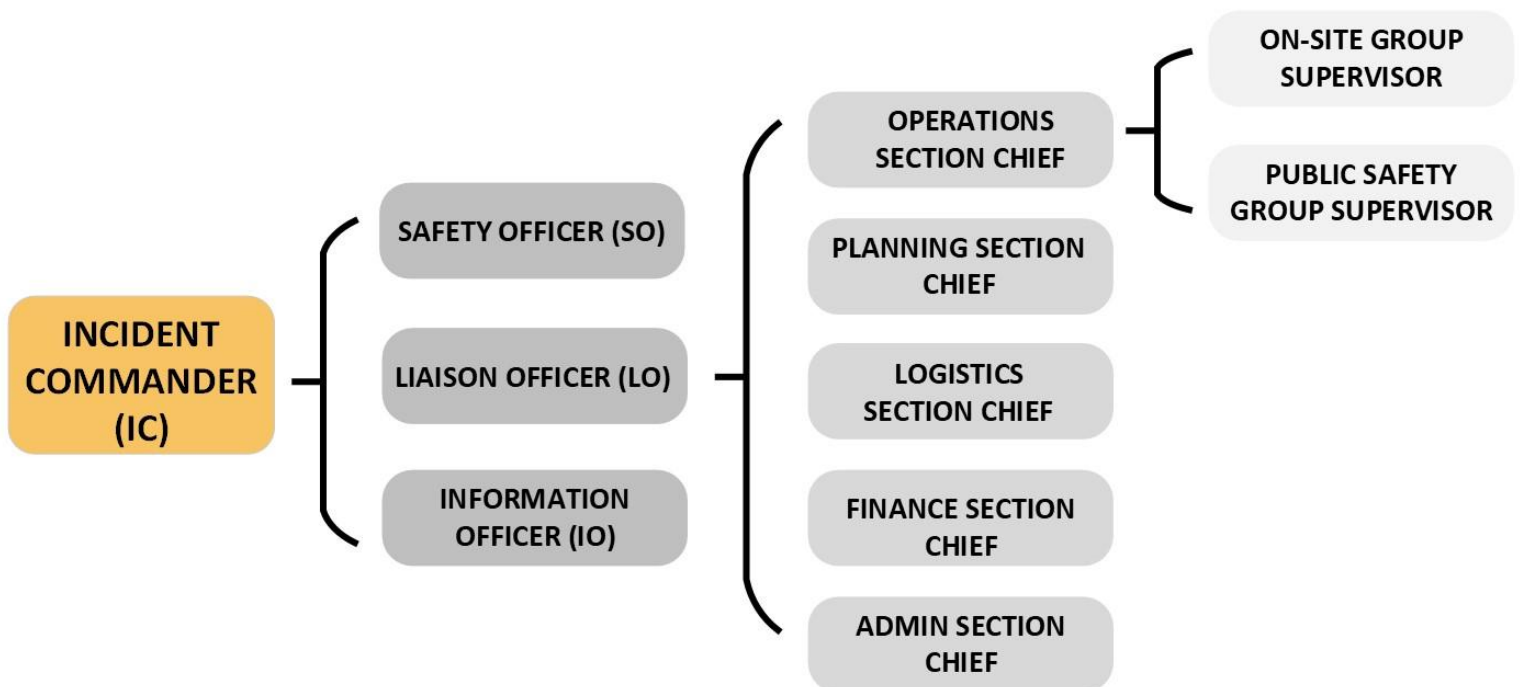 INCIDENT
COMMANDER
(IC)
SAFETY OFFICER (SO)
LIAISON OFFICER (LO)
INFORMATION
OFFICER (IO)
OPERATIONS
SECTION CHIEF
PLANNING SECTION
CHIEF
LOGISTICS
SECTION CHIEF
FINANCE SECTION
CHIEF
ADMIN SECTION
CHIEF
ON-SITE GROUP
SUPERVISOR
PUBLIC SAFETY
GROUP SUPERVISOR